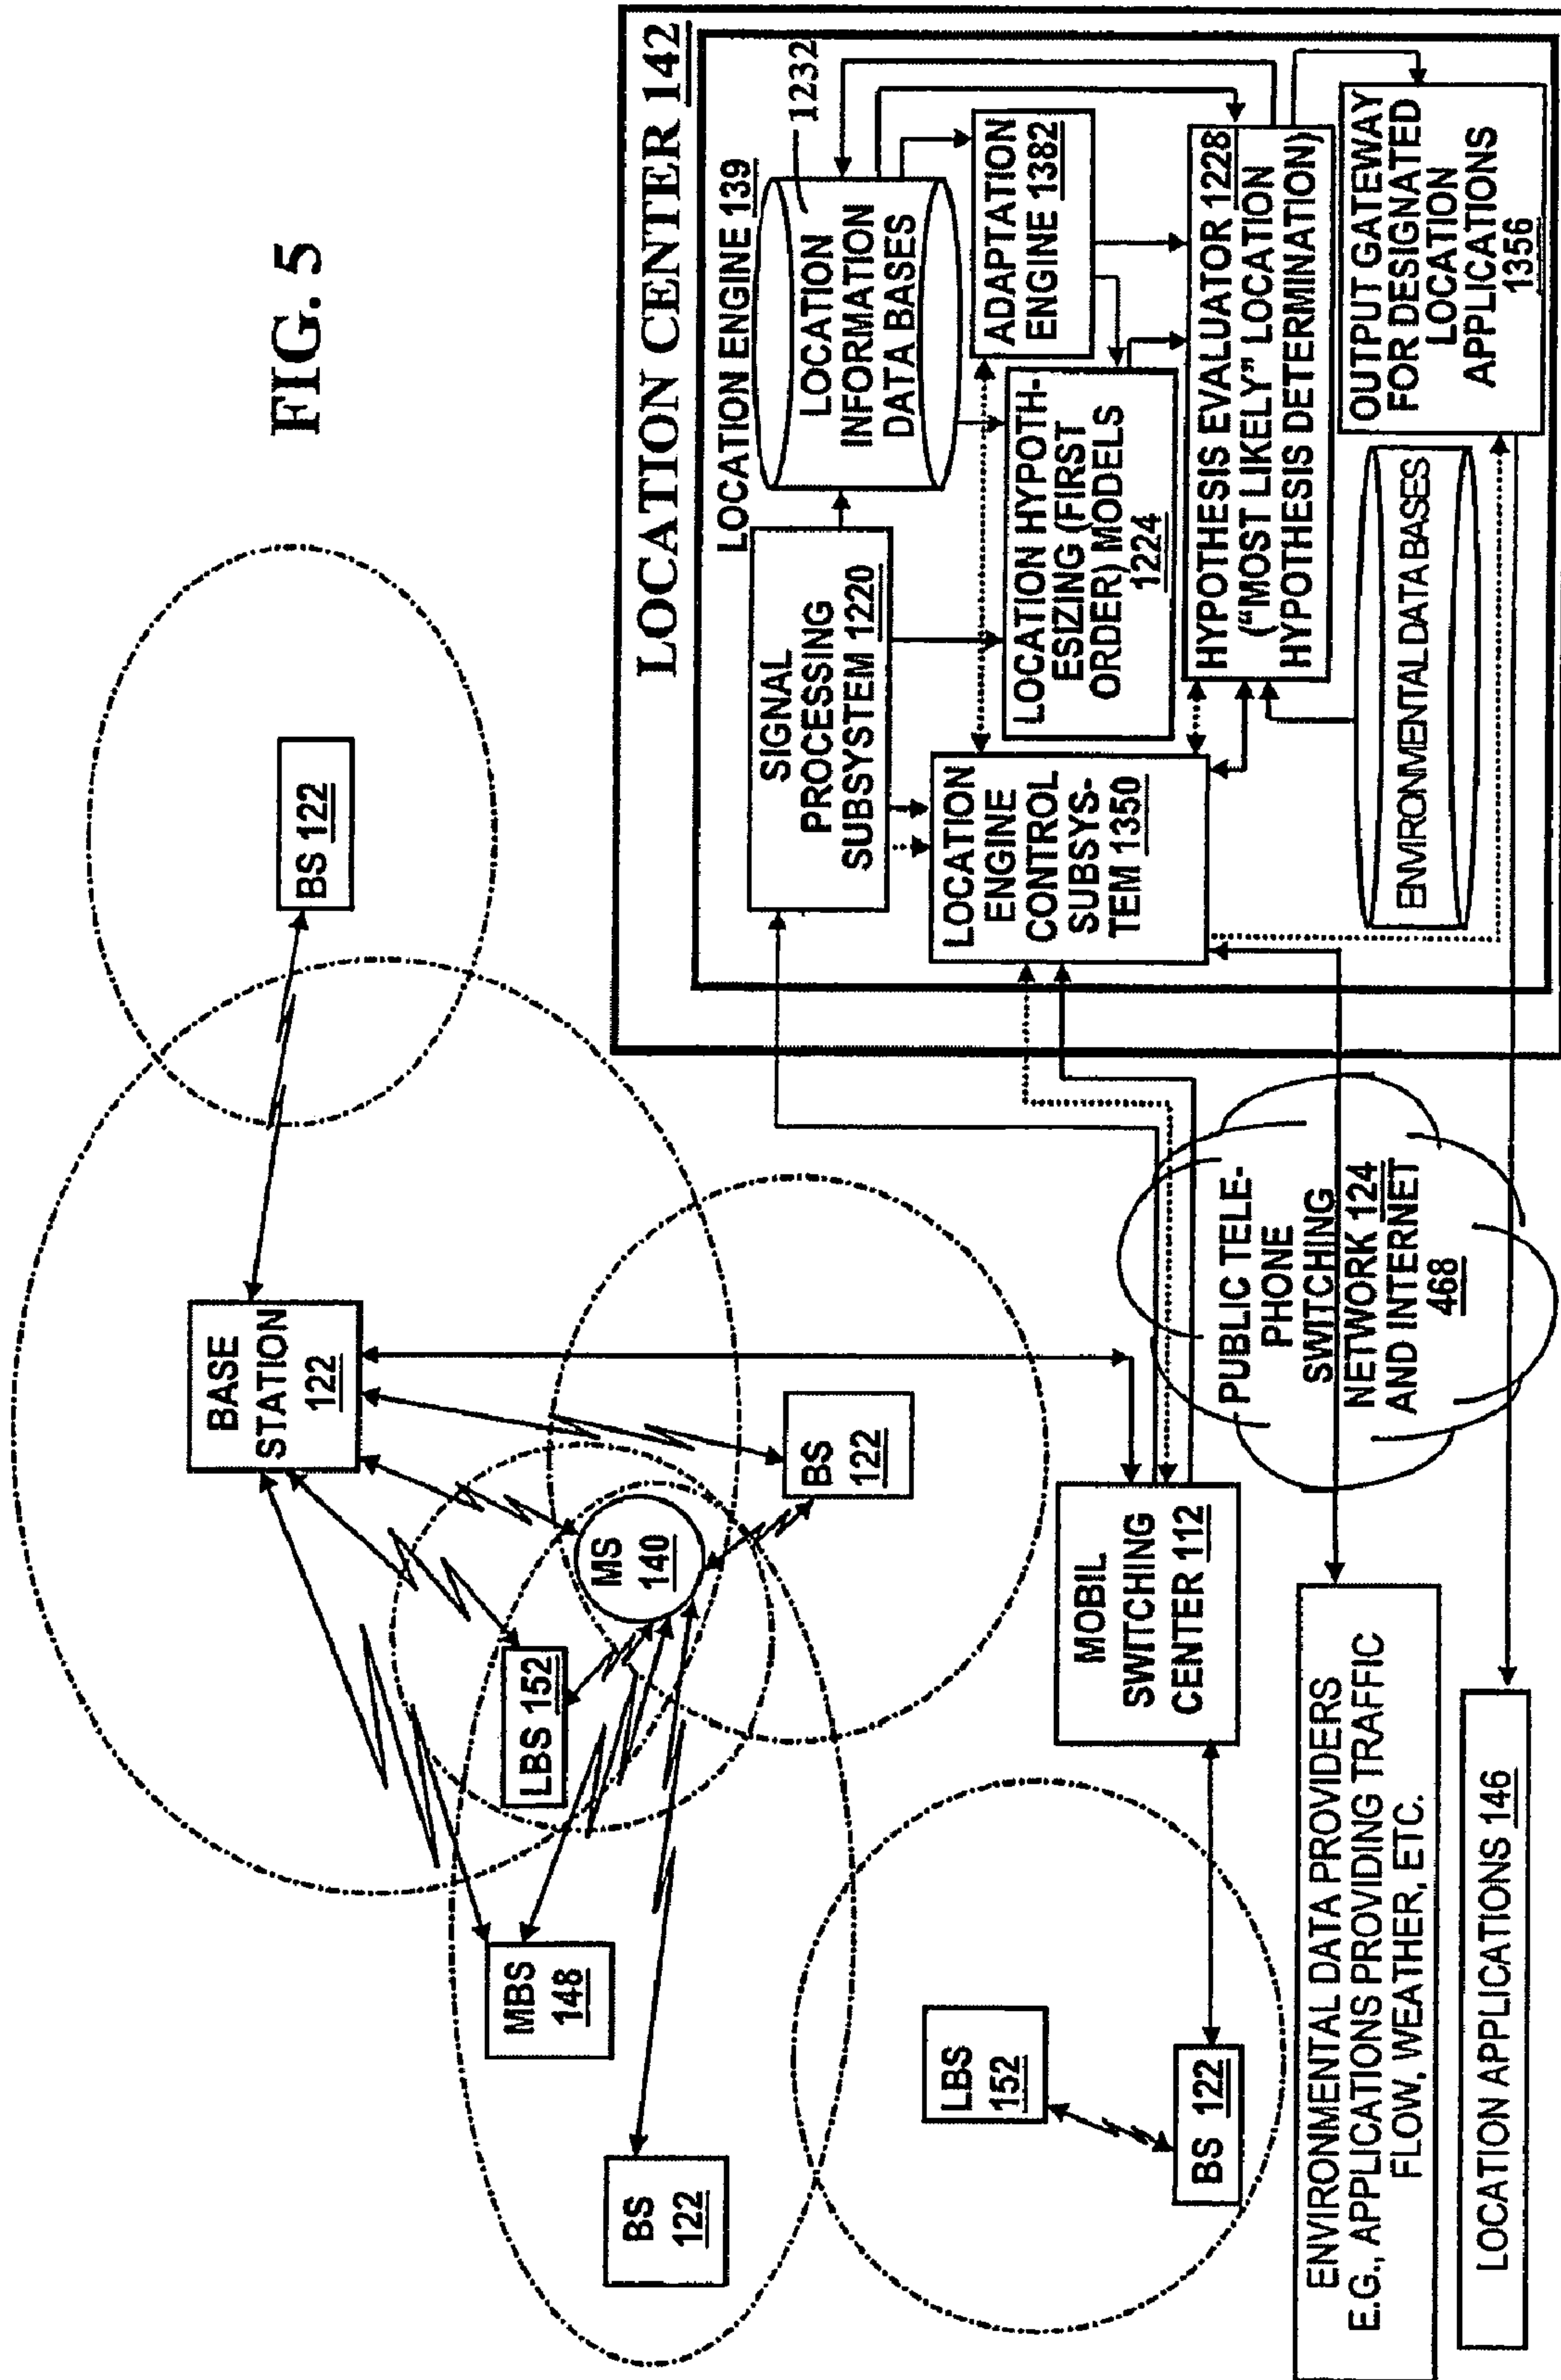 FIG. 5
BS 122
BASE
STATION
122
MS
140
LBS 152
BS
122
MBS
148
BS
122
LBS
152
BS 122
MOBIL
SWITCHING
CENTER 112
PUBLIC TELE-
PHONE
SWITCHING
NETWORK 124
AND INTERNET
468
ENVIRONMENTAL DATA PROVIDERS
E.G., APPLICATIONS PROVIDING TRAFFIC
FLOW, WEATHER, ETC.
LOCATION APPLICATIONS 146
LOCATION CENTER 142
LOCATION ENGINE 139
1232
SIGNAL
PROCESSING
SUBSYSTEM 1220
LOCATION
INFORMATION
DATA BASES
ADAPTATION
ENGINE 1382
LOCATION HYPOTH-
ESIZING (FIRST
ORDER) MODELS
1224
LOCATION
ENGINE
CONTROL
SUBSYS-
TEM 1350
HYPOTHESIS EVALUATOR 1228
("MOST LIKELY" LOCATION
HYPOTHESIS DETERMINATION)
ENVIRONMENTAL DATA BASES
OUTPUT GATEWAY
FOR DESIGNATED
LOCATION
APPLICATIONS
1356